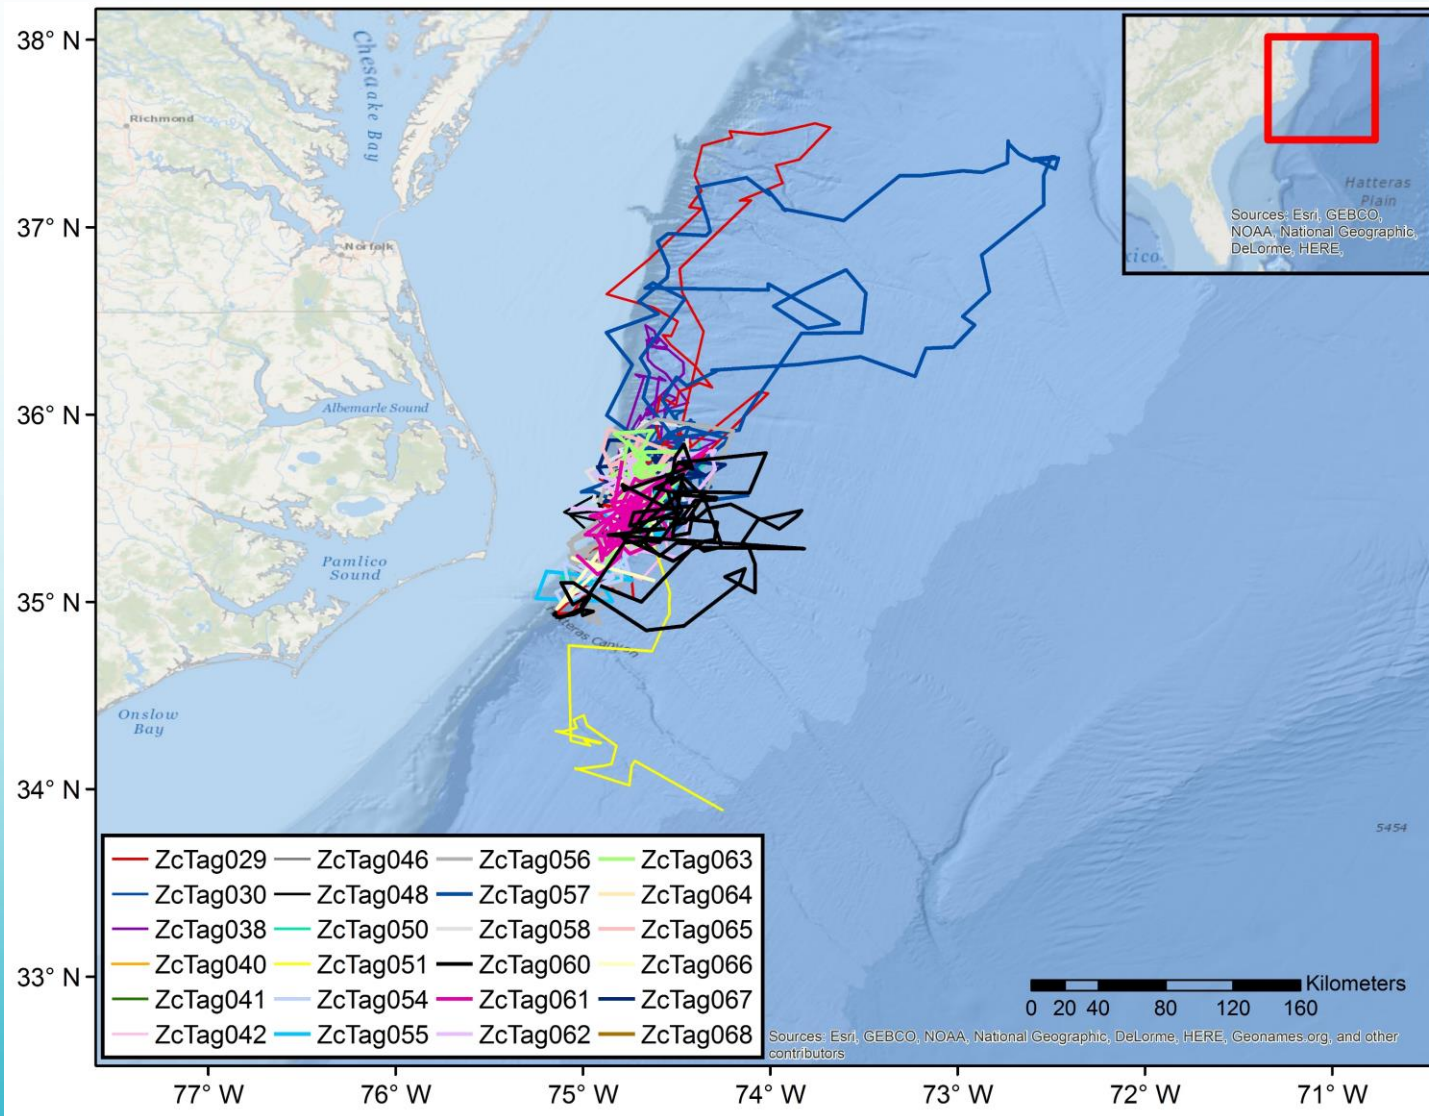 38° N
37° N
36° N
35° N
34° N
33° N
77° W
76° W
75° W
74° W
73° W
72° W
71° W
Chesaake Bay
Richmond
Norfolk
Albemarle Sound
Pamlico
Sound
Onslow
Bay
teras Canyon
5454
Hatteras
Plain
xico
Sources: Esri, GEBCO,
NOAA, National Geographic,
DeLorme, HERE,
ZcTag029 ZcTag046 ZcTag056 ZcTag063
ZcTag030 ZcTag048 ZcTag057 ZcTag064
ZcTag038 ZcTag050 ZcTag058 ZcTag065
ZcTag040 ZcTag051 ZcTag060 ZcTag066
ZcTag041 ZcTag054 ZcTag061 ZcTag067
ZcTag042 ZcTag055 ZcTag062 ZcTag068
Kilometers
0 20 40 80 120 160
Sources: Esri, GEBCO, NOAA, National Geographic, DeLorme, HERE, Geonames.org, and other
contributors